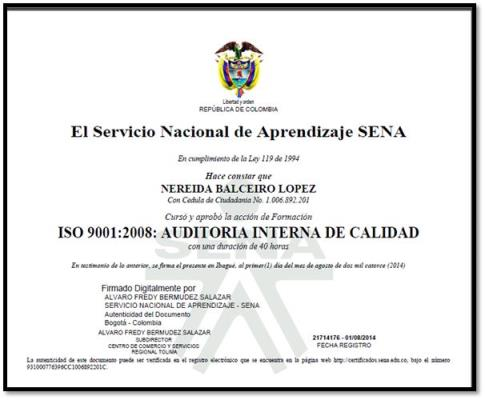 Libertad y orden
REPÚBLICA DE COLOMBIA
El Servicio Nacional de Aprendizaje SENA
En cumplimiento de la Ley 119 de 1994
Hace constar que
NEREIDA BALCEIRO LOPEZ
Con Cedula de Ciudadania No. 1.006.892.201
Cursó y aprobó la acción de Formación
SENA
ISO 9001:2008: AUDITORIA INTERNA DE CALIDAD
con una duración de 40 horas
En testimonio de lo anterior, se firma el presente en Ibagué, al primer(1) día del mes de agosto de dos mil catorce (2014)
Firmado Digitalmente por
ALVARO FREDY BERMUDEZ SALAZAR
SERVICIO NACIONAL DE APRENDIZAJE - SENA
Autenticidad del Documento
Bogotá - Colombia
ALVARO FREDY BERMUDEZ SALAZAR
SUBDIRECTOR
CENTRO DE COMERCIO Y SERVICIOS
REGIONAL TOLIMA
21714176 - 01/08/2014
FECHA REGISTRO
La autenticidad de este documento puede ser verificada en el registro electrónico que se encuentra en la página web http://certificados.sena.edu.co, bajo el número
931000776396CC1006892201C.